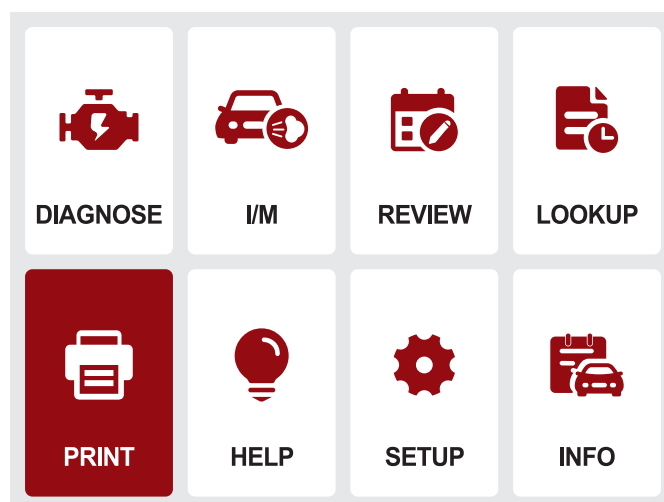 DIAGNOSE
I/M
REVIEW
LOOKUP
PRINT
HELP
SETUP
INFO